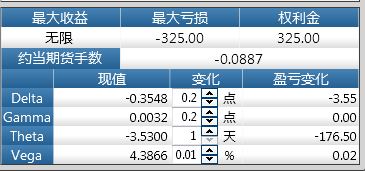 最大收益 最大亏损 权利金
无限 -325.00 325.00
约当期货手数 -0.0887
现值 变化 盈亏变化
Delta -0.3548 0.2 点 -3.55
Gamma 0.0032 0.2 点 0.00
Theta -3.5300 1 天 -176.50
Vega 4.3866 0.01 % 0.02